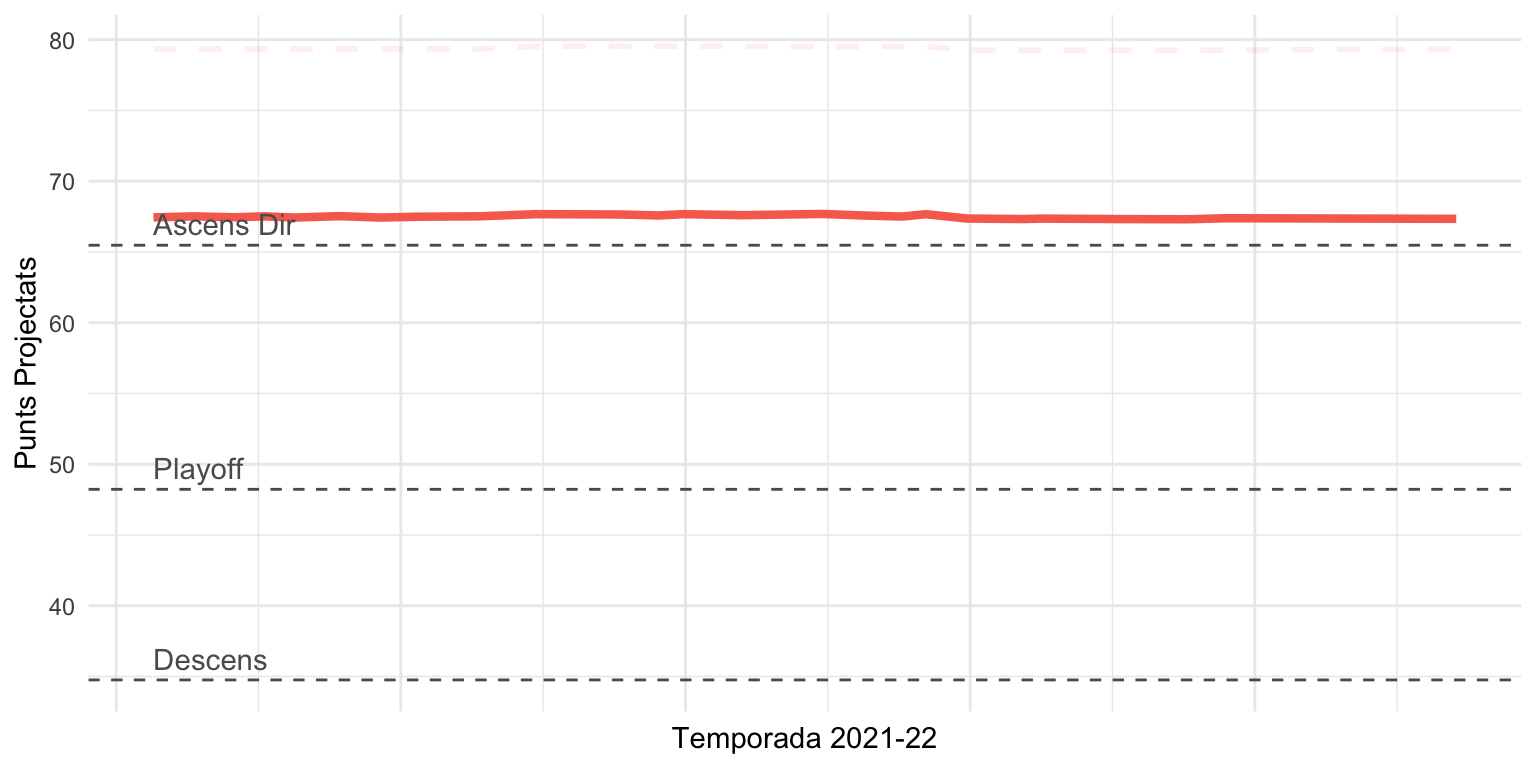 80
70
Ascens Dir
60
Punts Projectats
50
Playoff
40
Descens
Temporada 2021-22